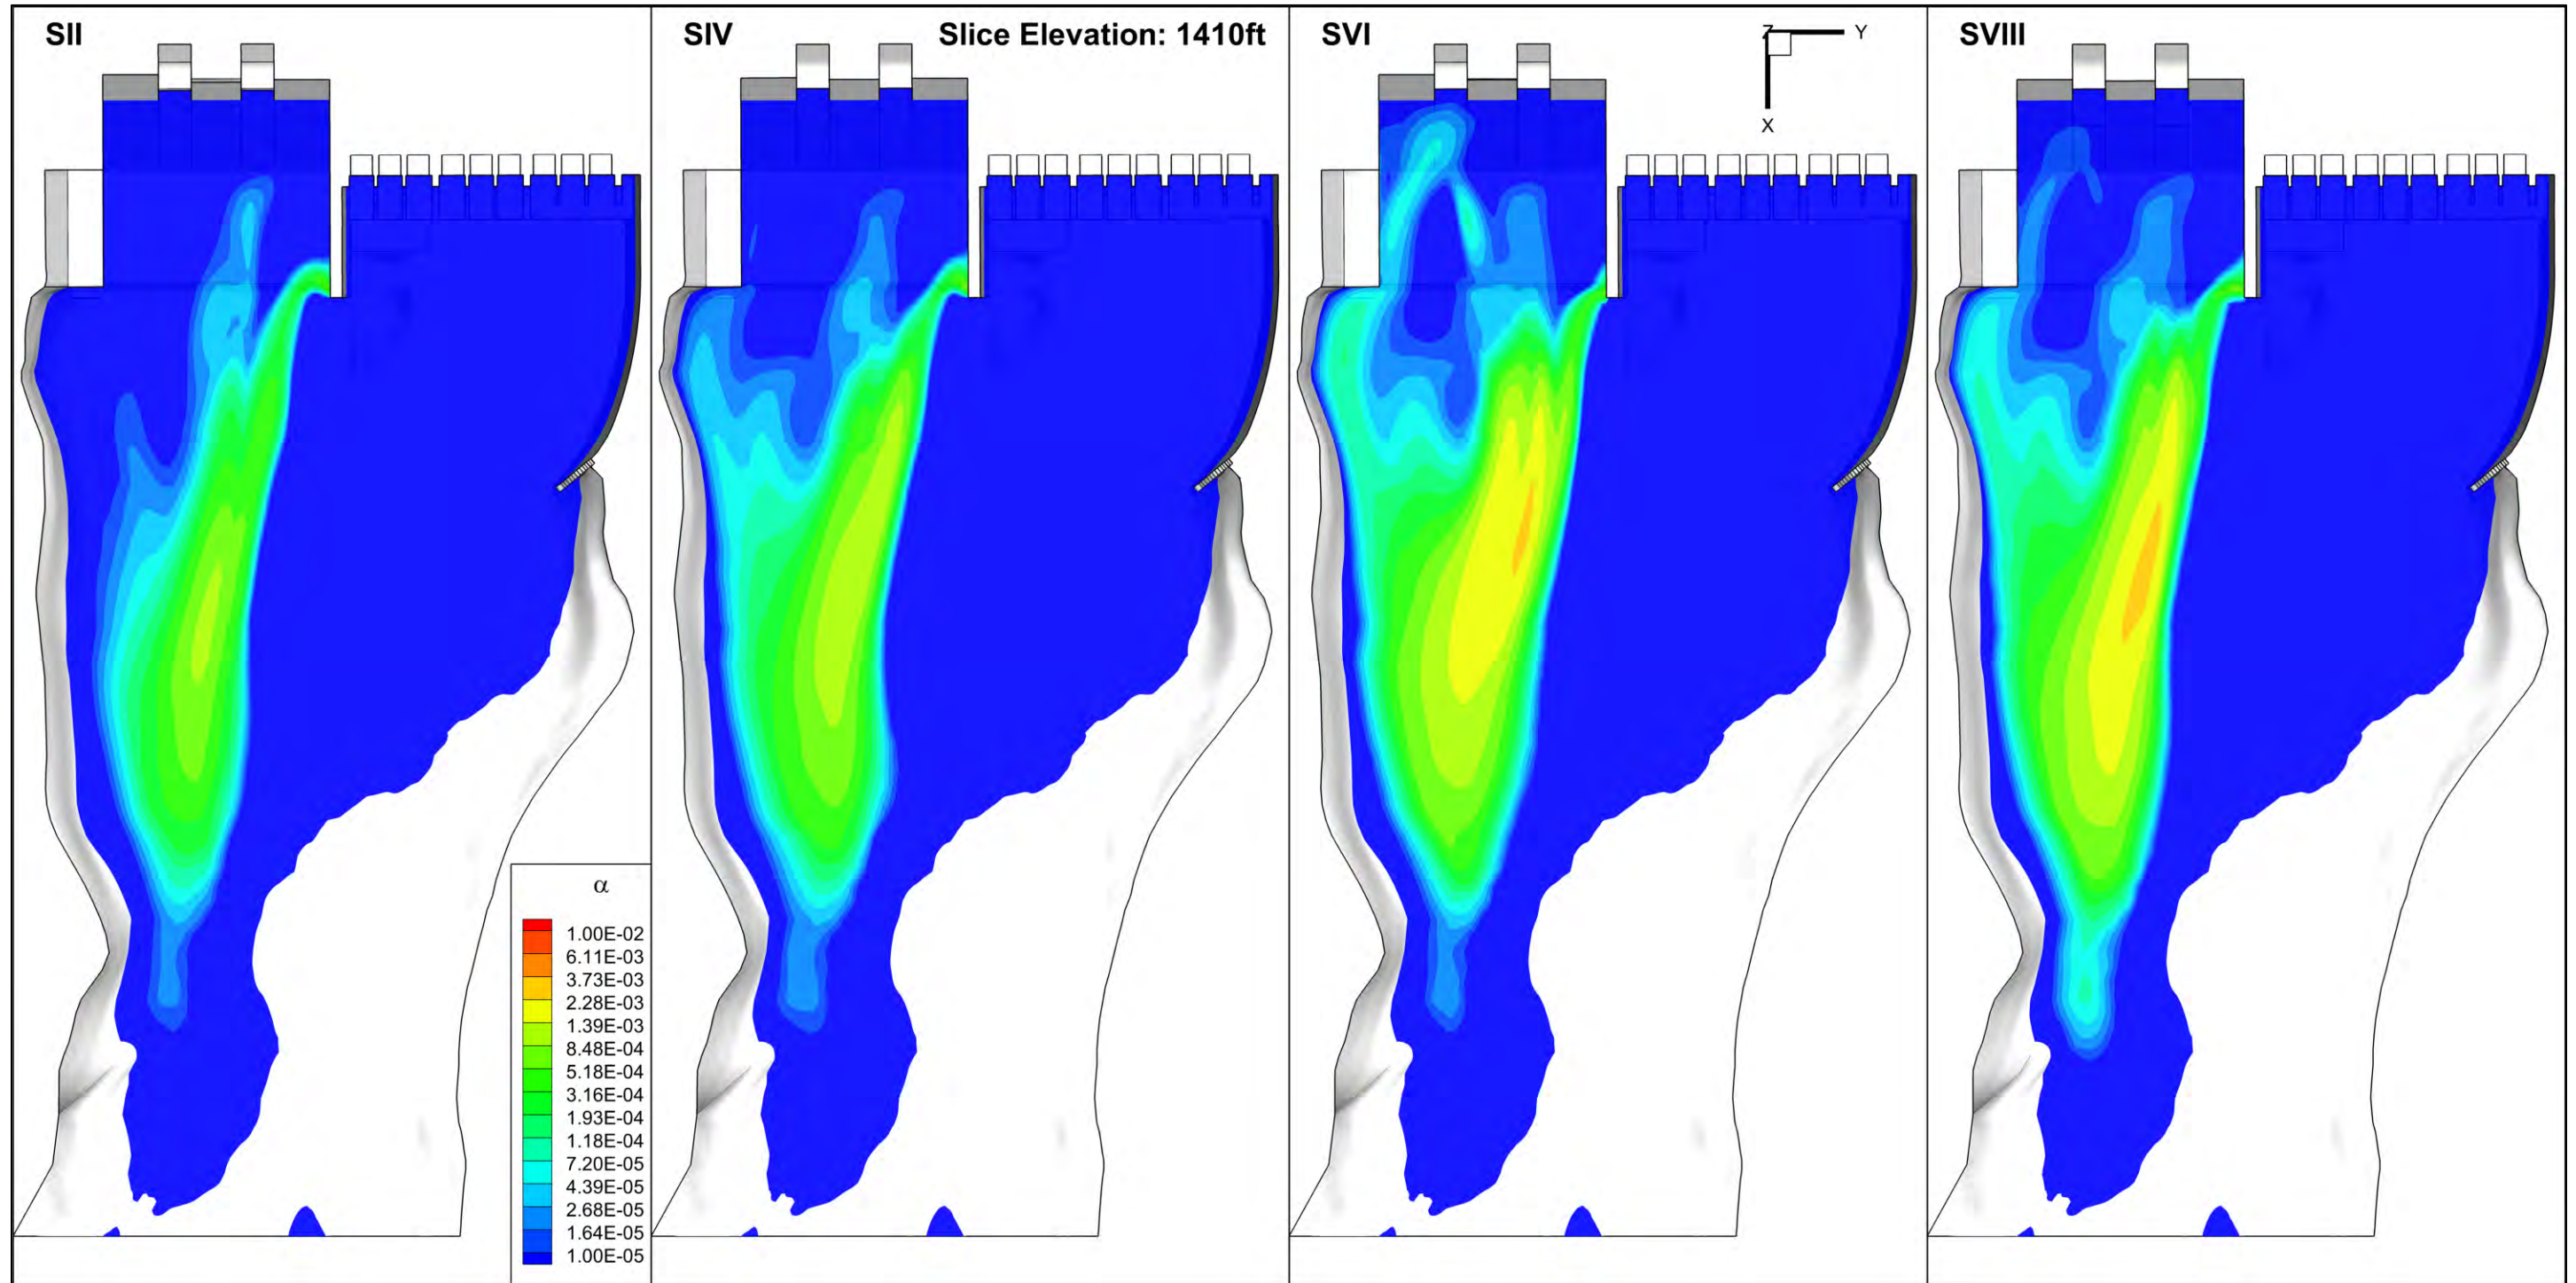 SII
SIV
Slice Elevation: 1410ft
SVI
Z
Y
X
SVIII
α
1.00E-02
6.11E-03
3.73E-03
2.28E-03
1.39E-03
8.48E-04
5.18E-04
3.16E-04
1.93E-04
1.18E-04
7.20E-05
4.39E-05
2.68E-05
1.64E-05
1.00E-05